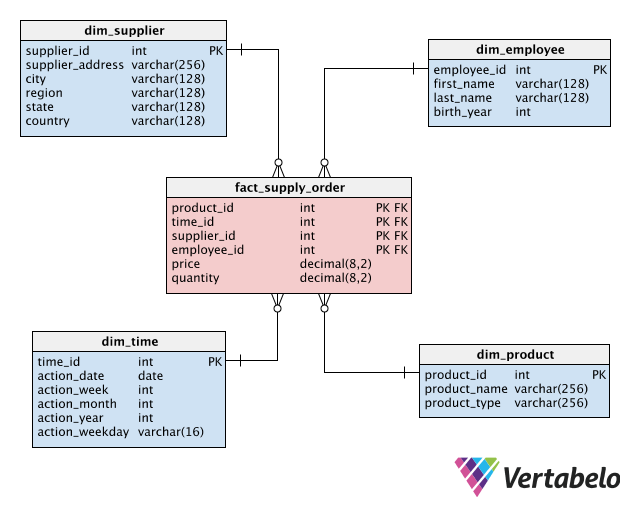 dim_supplier
supplier_id int PK
supplier_address varchar(256)
city varchar(128)
region varchar(128)
state varchar(128)
country varchar(128)
dim_employee
employee_id int PK
first_name varchar(128)
last_name varchar(128)
birth_year int
fact_supply_order
product_id int PK FK
time_id int PK FK
supplier_id int PK FK
employee_id int PK FK
price decimal(8,2)
quantity decimal(8,2)
dim_time
time_id int PK
action_date date
action_week int
action_month int
action_year int
action_weekday varchar(16)
dim_product
product_id int PK
product_name varchar(256)
product_type varchar(256)
Vertabelo